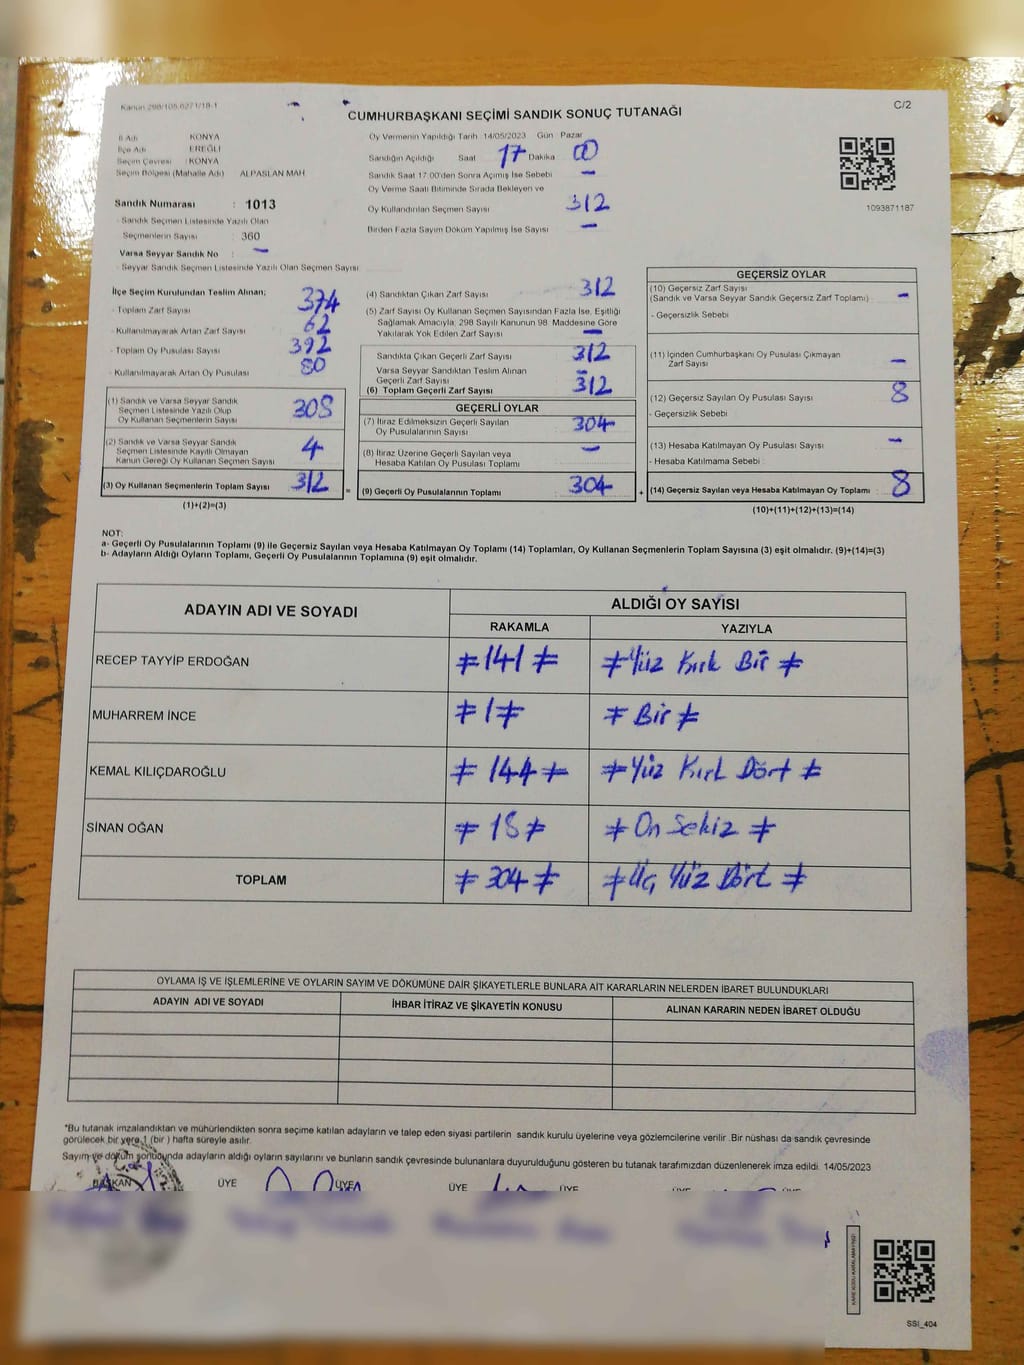 Kanun 298/105,6271/18-1
C/2
CUMHURBAŞKANI SEÇİMİ SANDIK SONUÇ TUTANAĞI
İl Adı KONYA
İlçe Adı EREĞLİ
Seçim Çevresi KONYA
Seçim Bölgesi (Mahalle Adı) ALPASLAN MAH
Sandık Numarası : 1013
- Sandık Seçmen Listesinde Yazılı Olan
Seçmenlerin Sayısı : 360
Varsa Seyyar Sandık No : -
- Seyyar Sandık Seçmen Listesinde Yazılı Olan Seçmen Sayısı
Oy Vermenin Yapıldığı Tarih 14/05/2023 Gün Pazar
Sandığın Açıldığı Saat 17 Dakika 00
Sandık Saat 17:00'den Sonra Açılmış İse Sebebi -
Oy Verme Saati Bitiminde Sırada Bekleyen ve
Oy Kullandırılan Seçmen Sayısı 312
Birden Fazla Sayım Döküm Yapılmış İse Sayısı -
1093871187
İlçe Seçim Kurulundan Teslim Alınan;
- Toplam Zarf Sayısı 374
- Kullanılmayarak Artan Zarf Sayısı 62
- Toplam Oy Pusulası Sayısı 392
- Kullanılmayarak Artan Oy Pusulası 80
(1) Sandık ve Varsa Seyyar Sandık
Seçmen Listesinde Yazılı Olup
Oy Kullanan Seçmenlerin Sayısı 308
(2) Sandık ve Varsa Seyyar Sandık
Seçmen Listesinde Kayıtlı Olmayan
Kanun Gereği Oy Kullanan Seçmen Sayısı 4
(3) Oy Kullanan Seçmenlerin Toplam Sayısı 312 =
(1)+(2)=(3)
(4) Sandıktan Çıkan Zarf Sayısı 312
(5) Zarf Sayısı Oy Kullanan Seçmen Sayısından Fazla İse, Eşitliği
Sağlamak Amacıyla; 298 Sayılı Kanunun 98. Maddesine Göre
Yakılarak Yok Edilen Zarf Sayısı -
Sandıkta Çıkan Geçerli Zarf Sayısı 312
Varsa Seyyar Sandıktan Teslim Alınan
Geçerli Zarf Sayısı -
(6) Toplam Geçerli Zarf Sayısı 312
GEÇERLİ OYLAR
(7) İtiraz Edilmeksizin Geçerli Sayılan
Oy Pusulalarının Sayısı 304
(8) İtiraz Üzerine Geçerli Sayılan veya
Hesaba Katılan Oy Pusulası Toplamı -
(9) Geçerli Oy Pusulalarının Toplamı 304 +
GEÇERSİZ OYLAR
(10) Geçersiz Zarf Sayısı
(Sandık ve Varsa Seyyar Sandık Geçersiz Zarf Toplamı) -
- Geçersizlik Sebebi
(11) İçinden Cumhurbaşkanı Oy Pusulası Çıkmayan
Zarf Sayısı -
(12) Geçersiz Sayılan Oy Pusulası Sayısı 8
- Geçersizlik Sebebi
(13) Hesaba Katılmayan Oy Pusulası Sayısı -
- Hesaba Katılmama Sebebi :
(14) Geçersiz Sayılan veya Hesaba Katılmayan Oy Toplamı : 8
(10)+(11)+(12)+(13)=(14)
NOT:
a- Geçerli Oy Pusulalarının Toplamı (9) ile Geçersiz Sayılan veya Hesaba Katılmayan Oy Toplamı (14) Toplamları, Oy Kullanan Seçmenlerin Toplam Sayısına (3) eşit olmalıdır. (9)+(14)=(3)
b- Adayların Aldığı Oyların Toplamı, Geçerli Oy Pusulalarının Toplamına (9) eşit olmalıdır.
ADAYIN ADI VE SOYADI ALDIĞI OY SAYISI
RAKAMLA YAZIYLA
RECEP TAYYİP ERDOĞAN ≠141≠ ≠Yüz Kırk Bir≠
MUHARREM İNCE ≠1≠ ≠Bir≠
KEMAL KILIÇDAROĞLU ≠144≠ ≠Yüz Kırk Dört≠
SİNAN OĞAN ≠18≠ ≠On Sekiz≠
TOPLAM ≠304≠ ≠Üç Yüz Dört≠
OYLAMA İŞ VE İŞLEMLERİNE VE OYLARIN SAYIM VE DÖKÜMÜNE DAİR ŞİKAYETLERLE BUNLARA AİT KARARLARIN NELERDEN İBARET BULUNDUKLARI
ADAYIN ADI VE SOYADI İHBAR İTİRAZ VE ŞİKAYETİN KONUSU ALINAN KARARIN NEDEN İBARET OLDUĞU
*Bu tutanak imzalandıktan ve mühürlendikten sonra seçime katılan adayların ve talep eden siyasi partilerin sandık kurulu üyelerine veya gözlemcilerine verilir. Bir nüshası da sandık çevresinde
görülecek bir yere 1 (bir ) hafta süreyle asılır.
Sayım ve döküm sonucunda adayların aldığı oyların sayılarını ve bunların sandık çevresinde bulunanlara duyurulduğunu gösteren bu tutanak tarafımızdan düzenlenerek imza edildi. 14/05/2023
BAŞKAN ÜYE ÜYE ÜYE ÜYE ÜYE ÜYE
KARE KODU KARALAMAYINIZ!
SSI_404